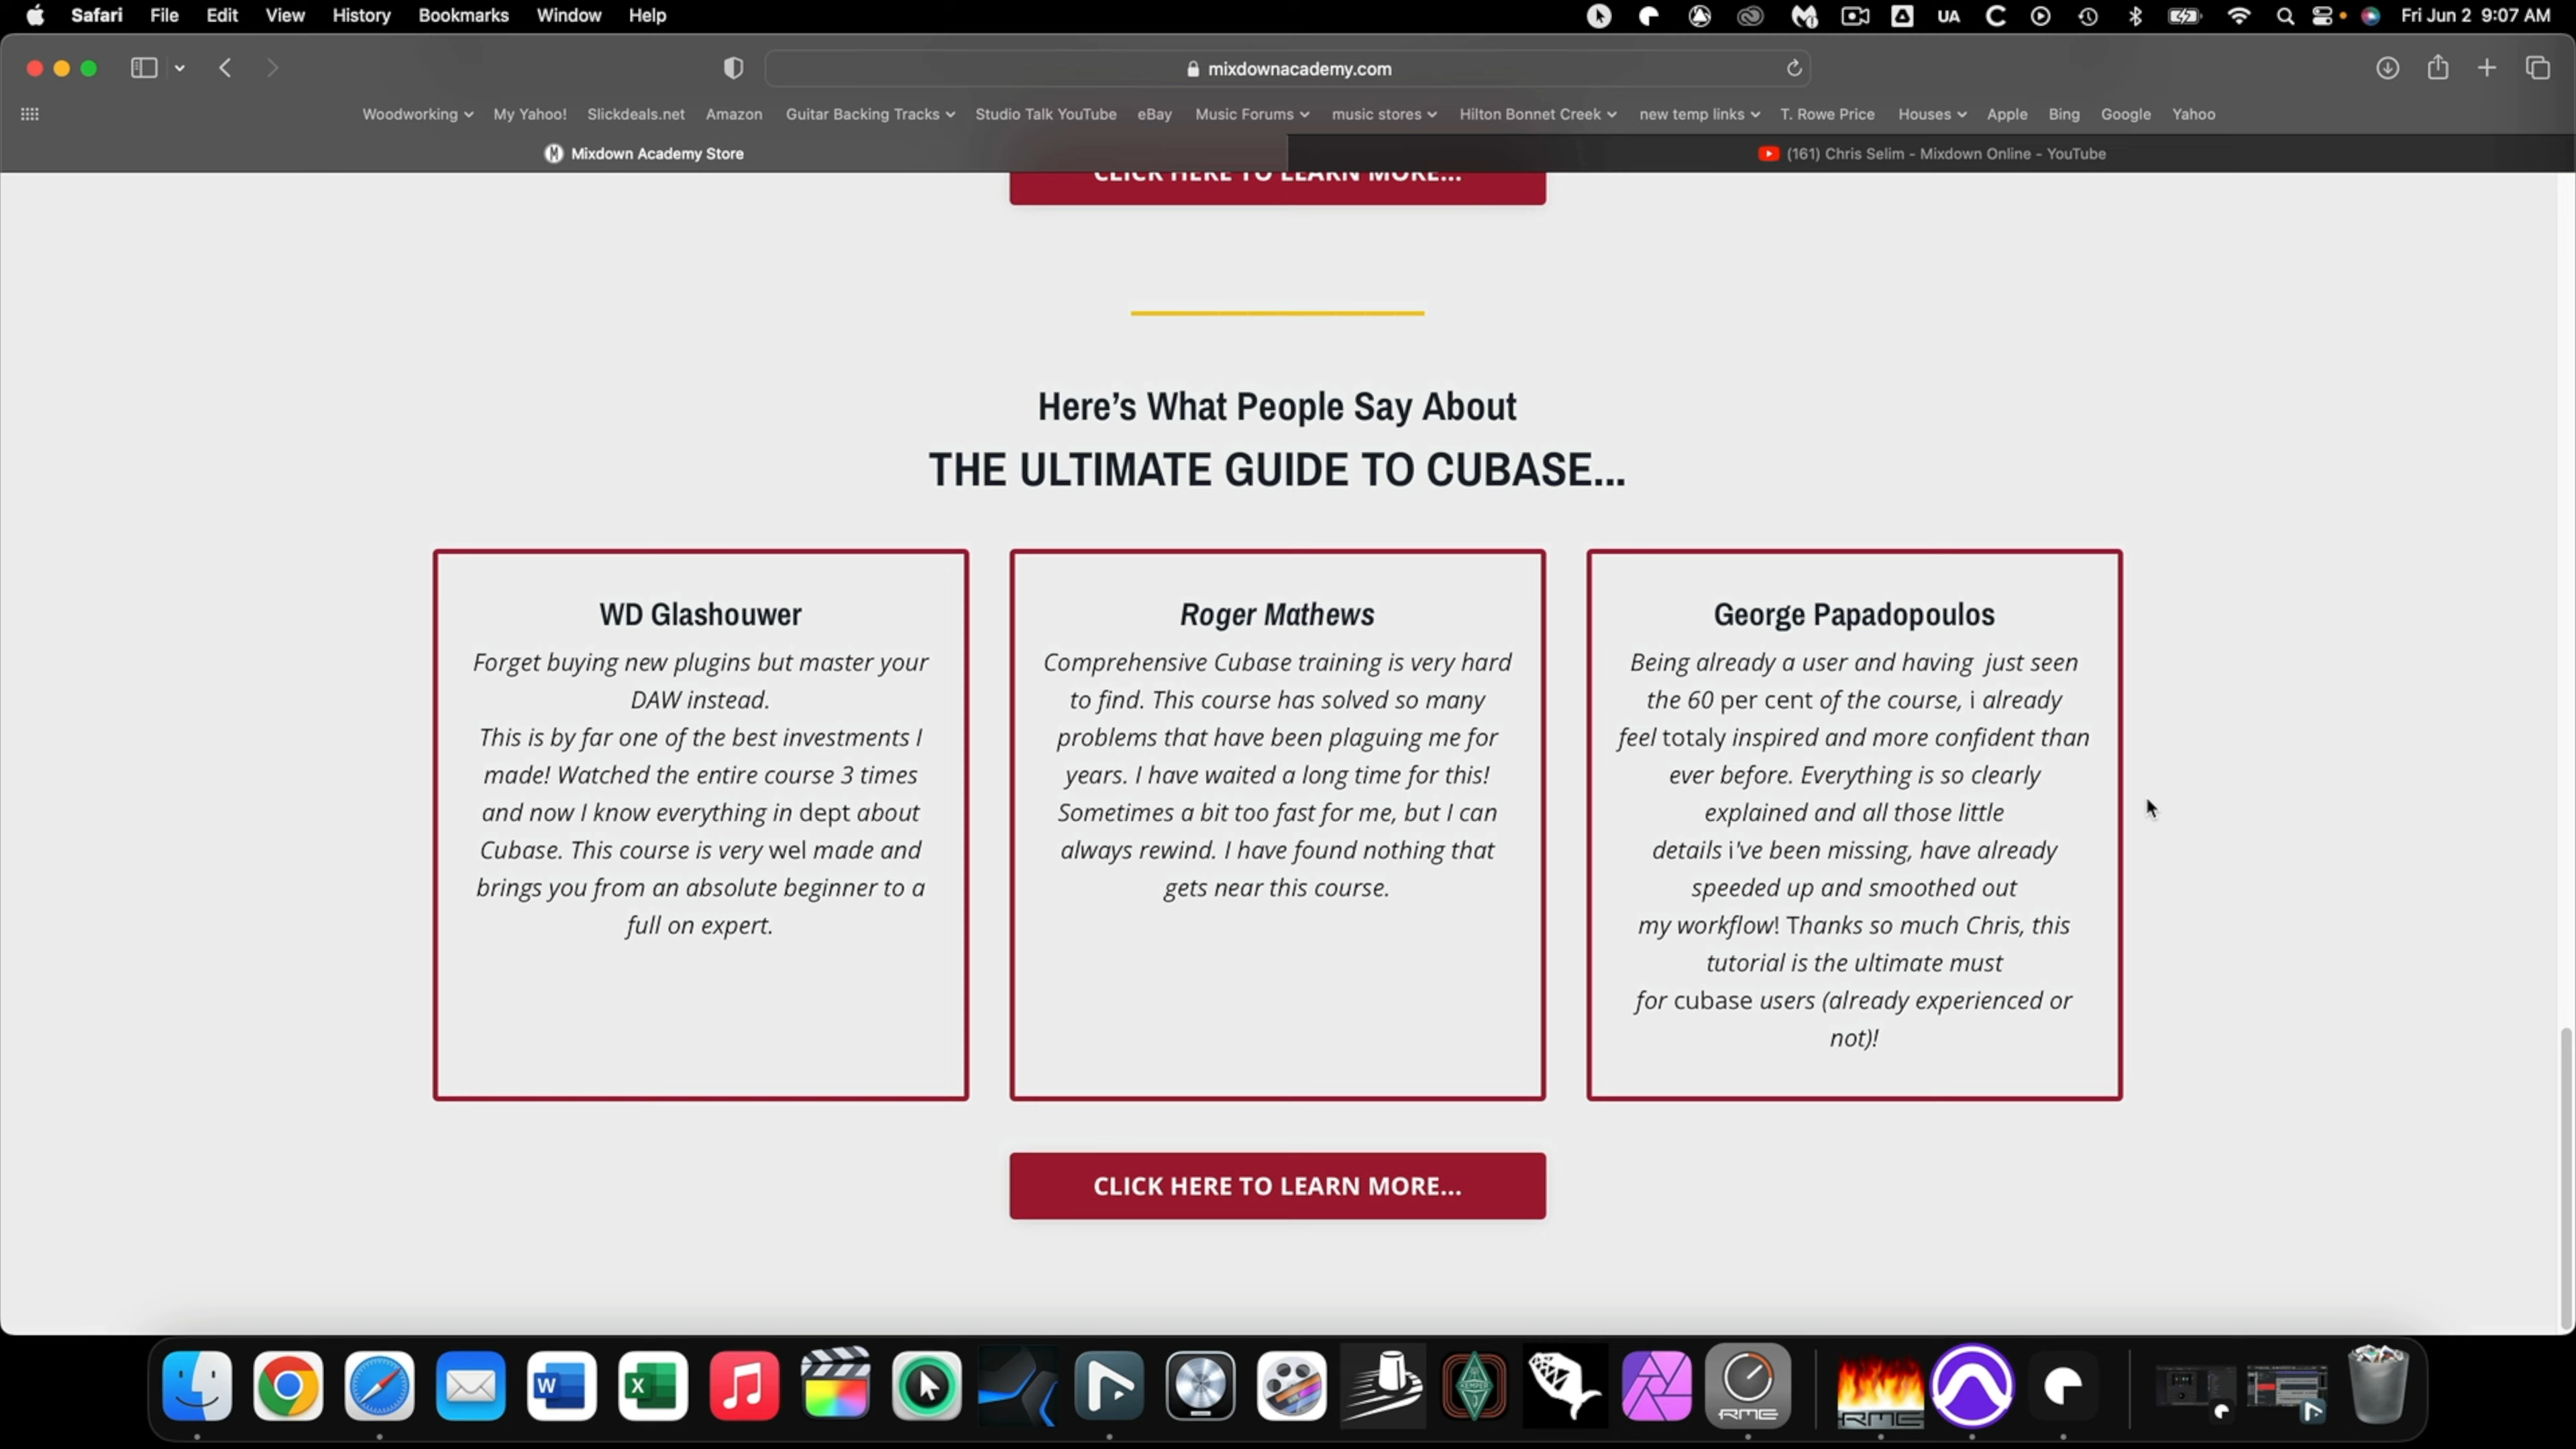 Safari File Edit View History Bookmarks Window Help UA Fri Jun 2 9:07 AM
mixdownacademy.com
Woodworking My Yahoo! Slickdeals.net Amazon Guitar Backing Tracks Studio Talk YouTube eBay Music Forums music stores Hilton Bonnet Creek new temp links T. Rowe Price Houses Apple Bing Google Yahoo
Mixdown Academy Store (161) Chris Selim - Mixdown Online - YouTube
CLICK HERE TO LEARN MORE...
Here's What People Say About
THE ULTIMATE GUIDE TO CUBASE...
WD Glashouwer
Forget buying new plugins but master your
DAW instead.
This is by far one of the best investments I
made! Watched the entire course 3 times
and now I know everything in dept about
Cubase. This course is very wel made and
brings you from an absolute beginner to a
full on expert.
Roger Mathews
Comprehensive Cubase training is very hard
to find. This course has solved so many
problems that have been plaguing me for
years. I have waited a long time for this!
Sometimes a bit too fast for me, but I can
always rewind. I have found nothing that
gets near this course.
George Papadopoulos
Being already a user and having just seen
the 60 per cent of the course, i already
feel totaly inspired and more confident than
ever before. Everything is so clearly
explained and all those little
details i've been missing, have already
speeded up and smoothed out
my workflow! Thanks so much Chris, this
tutorial is the ultimate must
for cubase users (already experienced or
not)!
CLICK HERE TO LEARN MORE...
W X KEMPER RME RME